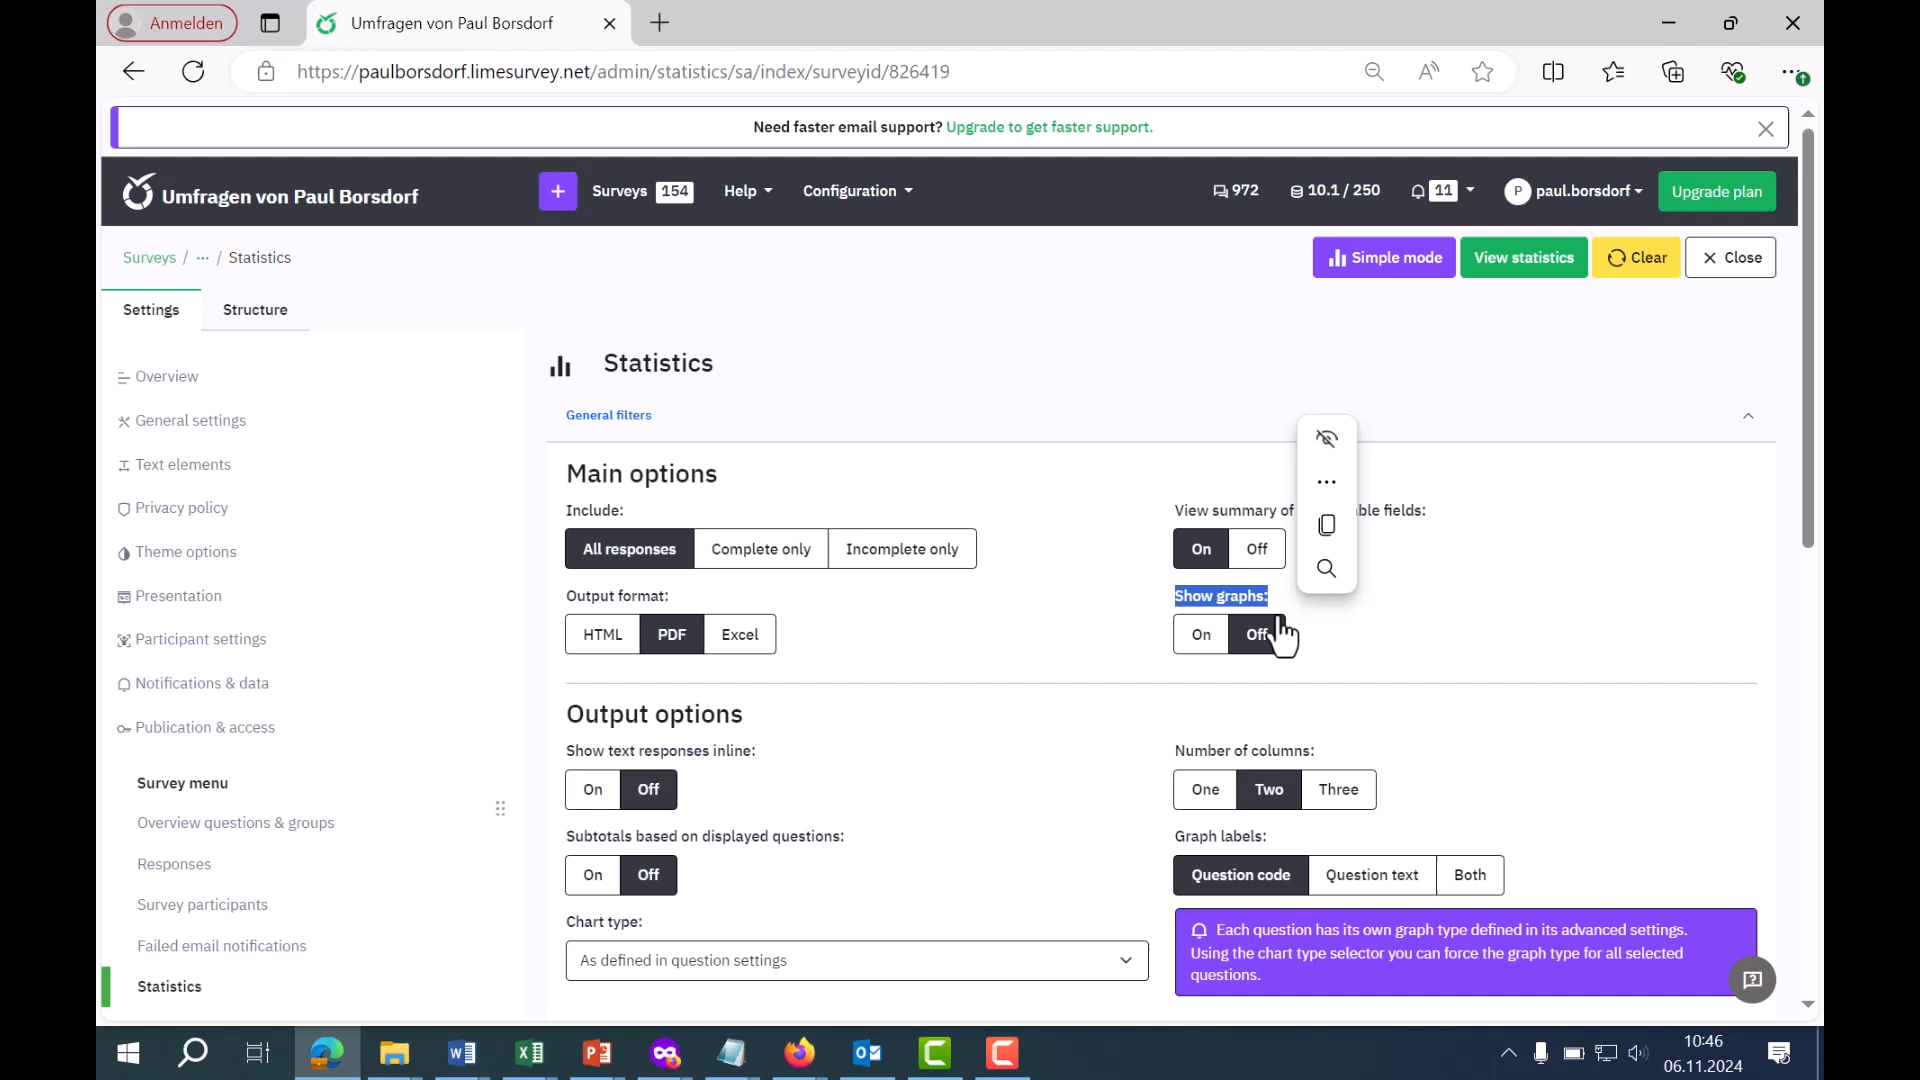 Anmelden
Umfragen von Paul Borsdorf
https://paulborsdorf.limesurvey.net/admin/statistics/sa/index/surveyid/826419
Need faster email support? Upgrade to get faster support.
Umfragen von Paul Borsdorf
Surveys 154
Help
Configuration
972
10.1 / 250
11
P paul.borsdorf
Upgrade plan
Surveys / ··· / Statistics
Simple mode
View statistics
Clear
Close
Settings
Structure
Overview
General settings
Text elements
Privacy policy
Theme options
Presentation
Participant settings
Notifications & data
Publication & access
Survey menu
Overview questions & groups
Responses
Survey participants
Failed email notifications
Statistics
Statistics
General filters
Main options
Include:
All responses Complete only Incomplete only
View summary of ble fields:
On Off
Output format:
HTML PDF Excel
Show graphs:
On Off
Output options
Show text responses inline:
On Off
Number of columns:
One Two Three
Subtotals based on displayed questions:
On Off
Graph labels:
Question code Question text Both
Chart type:
As defined in question settings
Each question has its own graph type defined in its advanced settings.
Using the chart type selector you can force the graph type for all selected
questions.
10:46
06.11.2024